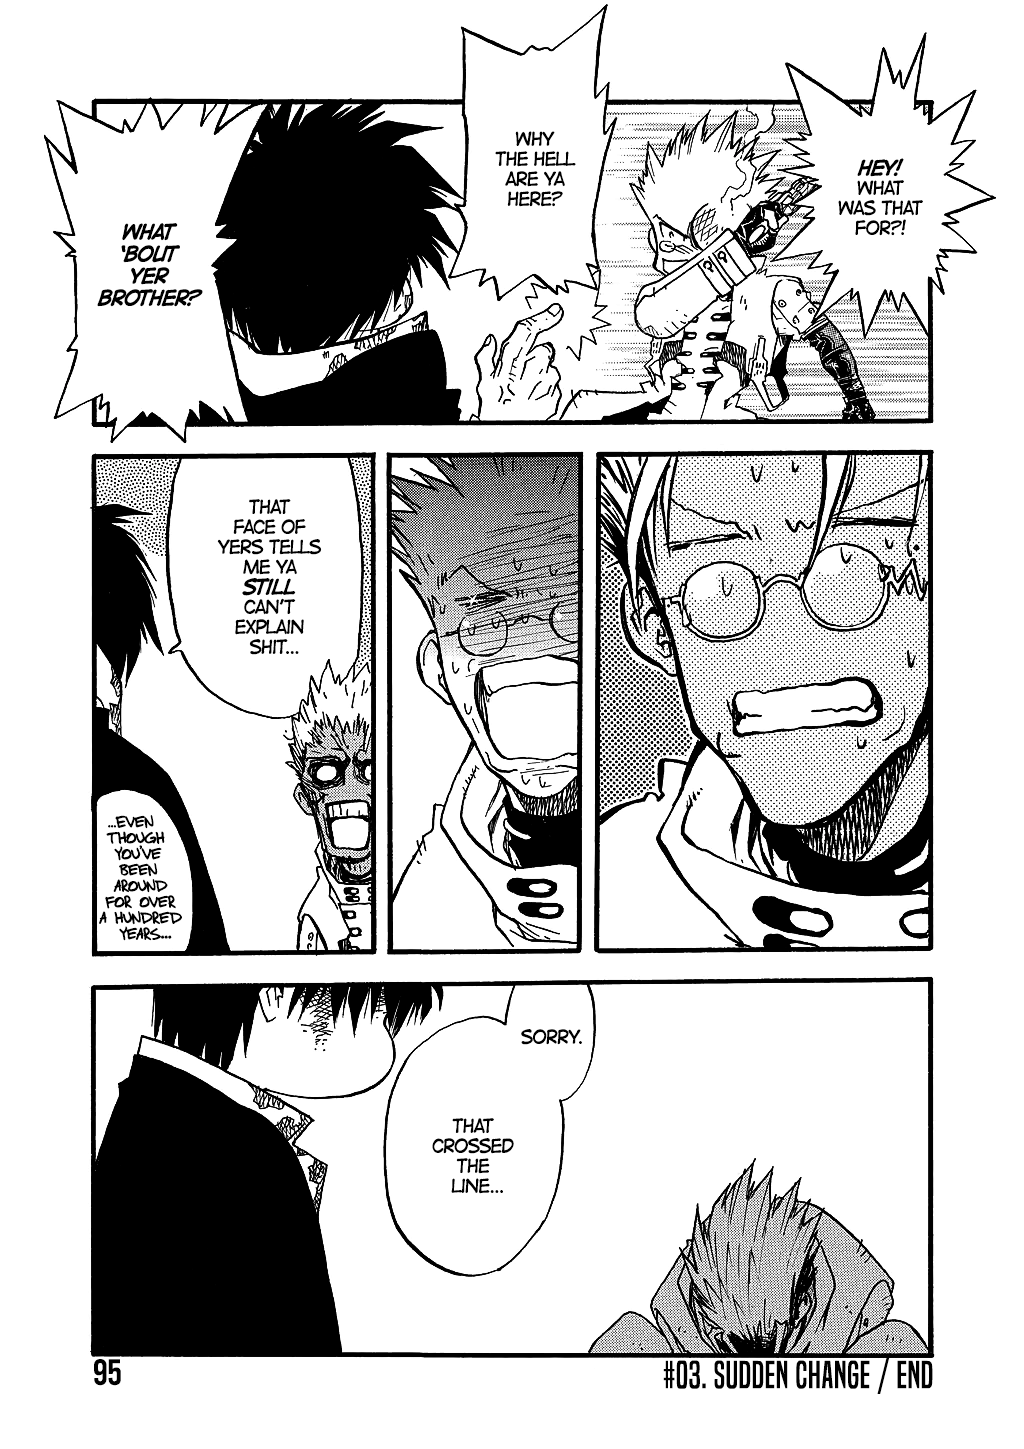 HEY!
WHAT
WAS THAT
FOR?!
WHY
THE HELL
ARE YA
HERE?
WHAT
'BOUT
YER
BROTHER?
THAT
FACE OF
YERS TELLS
ME YA
STILL
CAN'T
EXPLAIN
SHIT...
...EVEN
THOUGH
YOU'VE
BEEN
AROUND
FOR OVER
A HUNDRED
YEARS...
SORRY.
THAT
CROSSED
THE
LINE...
95
#03. SUDDEN CHANGE / END